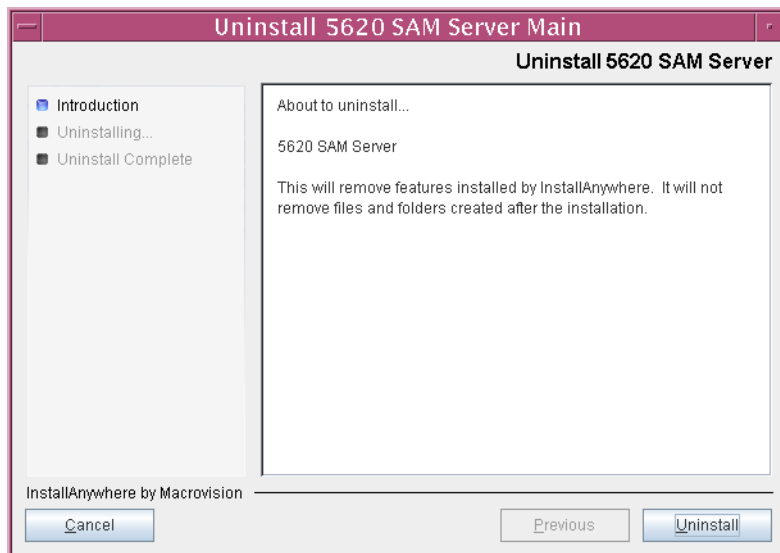 Uninstall 5620 SAM Server Main
Uninstall 5620 SAM Server
Introduction
Uninstalling...
Uninstall Complete
About to uninstall...
5620 SAM Server
This will remove features installed by InstallAnywhere.  It will not
remove files and folders created after the installation.
InstallAnywhere by Macrovision
Cancel
Previous
Uninstall